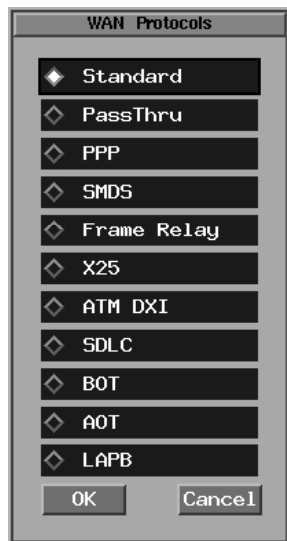 WAN Protocols
Standard
PassThru
PPP
SMDS
Frame Relay
X25
ATM DXI
SDLC
BOT
AOT
LAPB
OK Cancel